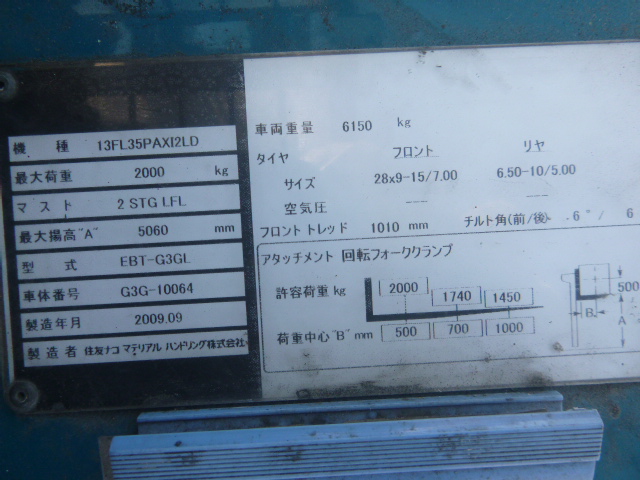 機 種 13FL35PAXI2LD
最大荷重 2000 kg
マスト 2 STG LFL
最大揚高"A" 5060 mm
型 式 EBT-G3GL
車体番号 G3G-10064
製造年月 2009.09
製造者 住友ナコ マテリアル ハンドリング株式会社
車両重量 6150 kg
タイヤ フロント リヤ
サイズ 28x9-15/7.00 6.50-10/5.00
空気圧 --- ---
フロント トレッド 1010 mm チルト角(前/後) 6° / 6
アタッチメント 回転フォーククランプ
許容荷重 kg 2000 1740 1450
荷重中心"B" mm 500 700 1000
500
B
A